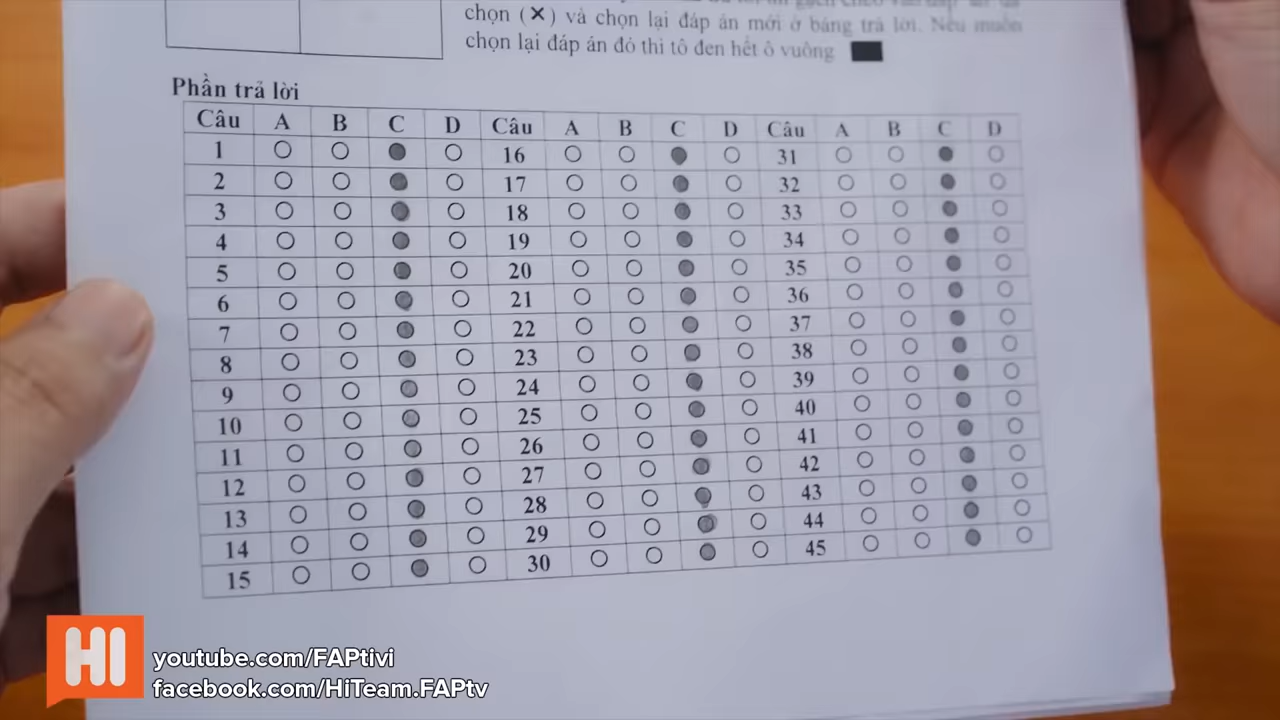 chọn (✕) và chọn lại đáp án mới ở bảng trả lời. Nếu muốn
chọn lại đáp án đó thì tô đen hết ô vuông
Phần trả lời
Câu A B C D Câu A B C D Câu A B C D
1 16 31
2 17 32
3 18 33
4 19 34
5 20 35
6 21 36
7 22 37
8 23 38
9 24 39
10 25 40
11 26 41
12 27 42
13 28 43
14 29 44
15 30 45
HI
youtube.com/FAPtivi
facebook.com/HiTeam.FAPtv